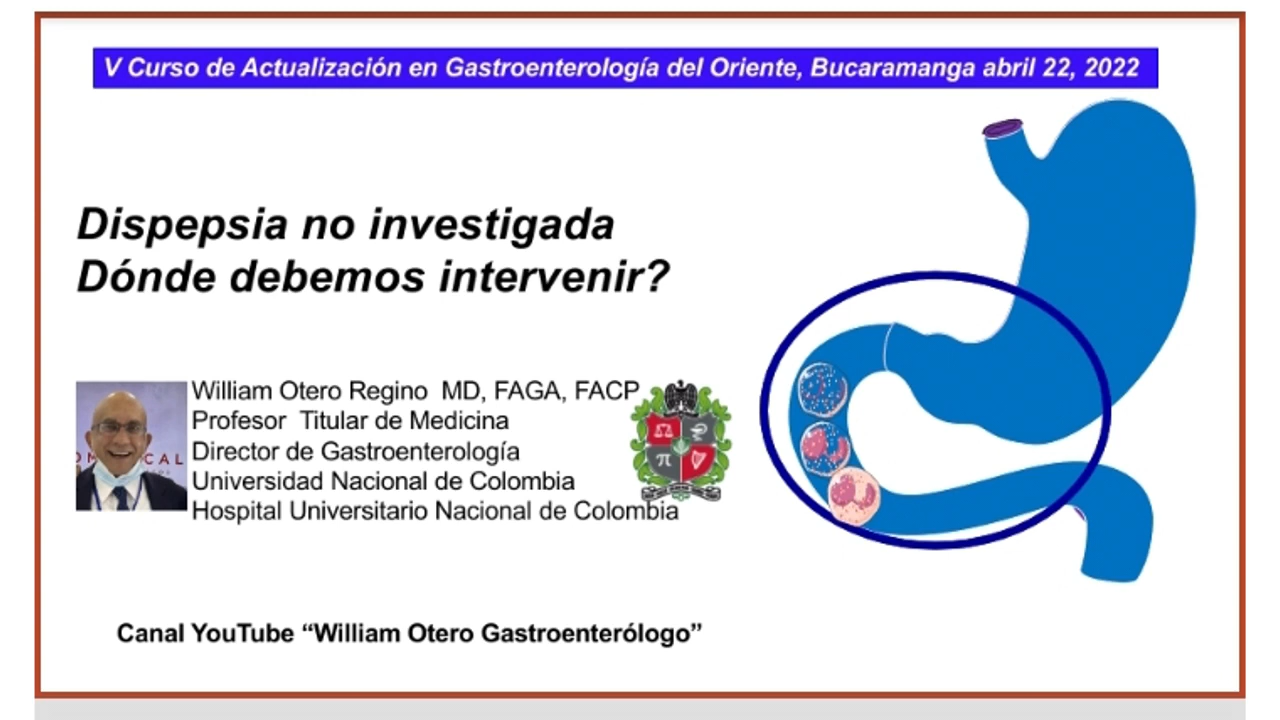 V Curso de Actualización en Gastroenterología del Oriente, Bucaramanga abril 22, 2022
Dispepsia no investigada
Dónde debemos intervenir?
William Otero Regino MD, FAGA, FACP
Profesor Titular de Medicina
Director de Gastroenterología
Universidad Nacional de Colombia
Hospital Universitario Nacional de Colombia
Canal YouTube “William Otero Gastroenterólogo”